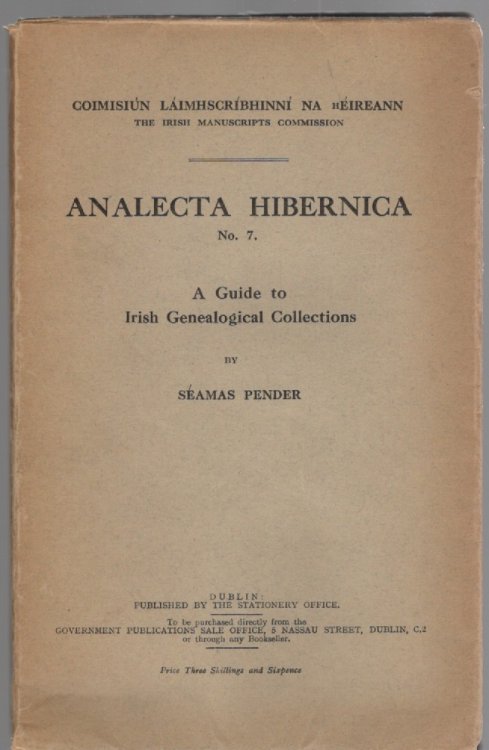 COIMISIÚN LÁIMHSCRÍBHINNÍ NA hÉIREANN
THE IRISH MANUSCRIPTS COMMISSION
ANALECTA HIBERNICA
No. 7.
A Guide to
Irish Genealogical Collections
BY
SÉAMAS PENDER
DUBLIN:
PUBLISHED BY THE STATIONERY OFFICE.
To be purchased directly from the
GOVERNMENT PUBLICATIONS SALE OFFICE, 5 NASSAU STREET, DUBLIN, C.2
or through any Bookseller.
Price Three Shillings and Sixpence